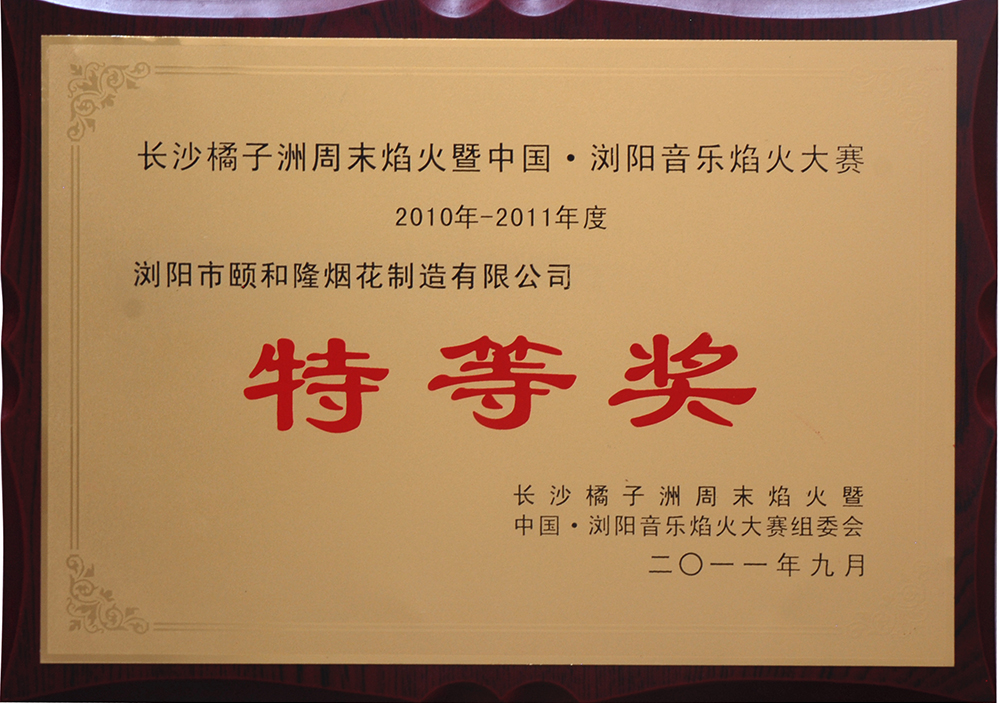 长沙橘子洲周末焰火暨中国·浏阳音乐焰火大赛
2010年-2011年度
浏阳市颐和隆烟花制造有限公司
特等奖
长沙橘子洲周末焰火暨
中国·浏阳音乐焰火大赛组委会
二〇一一年九月